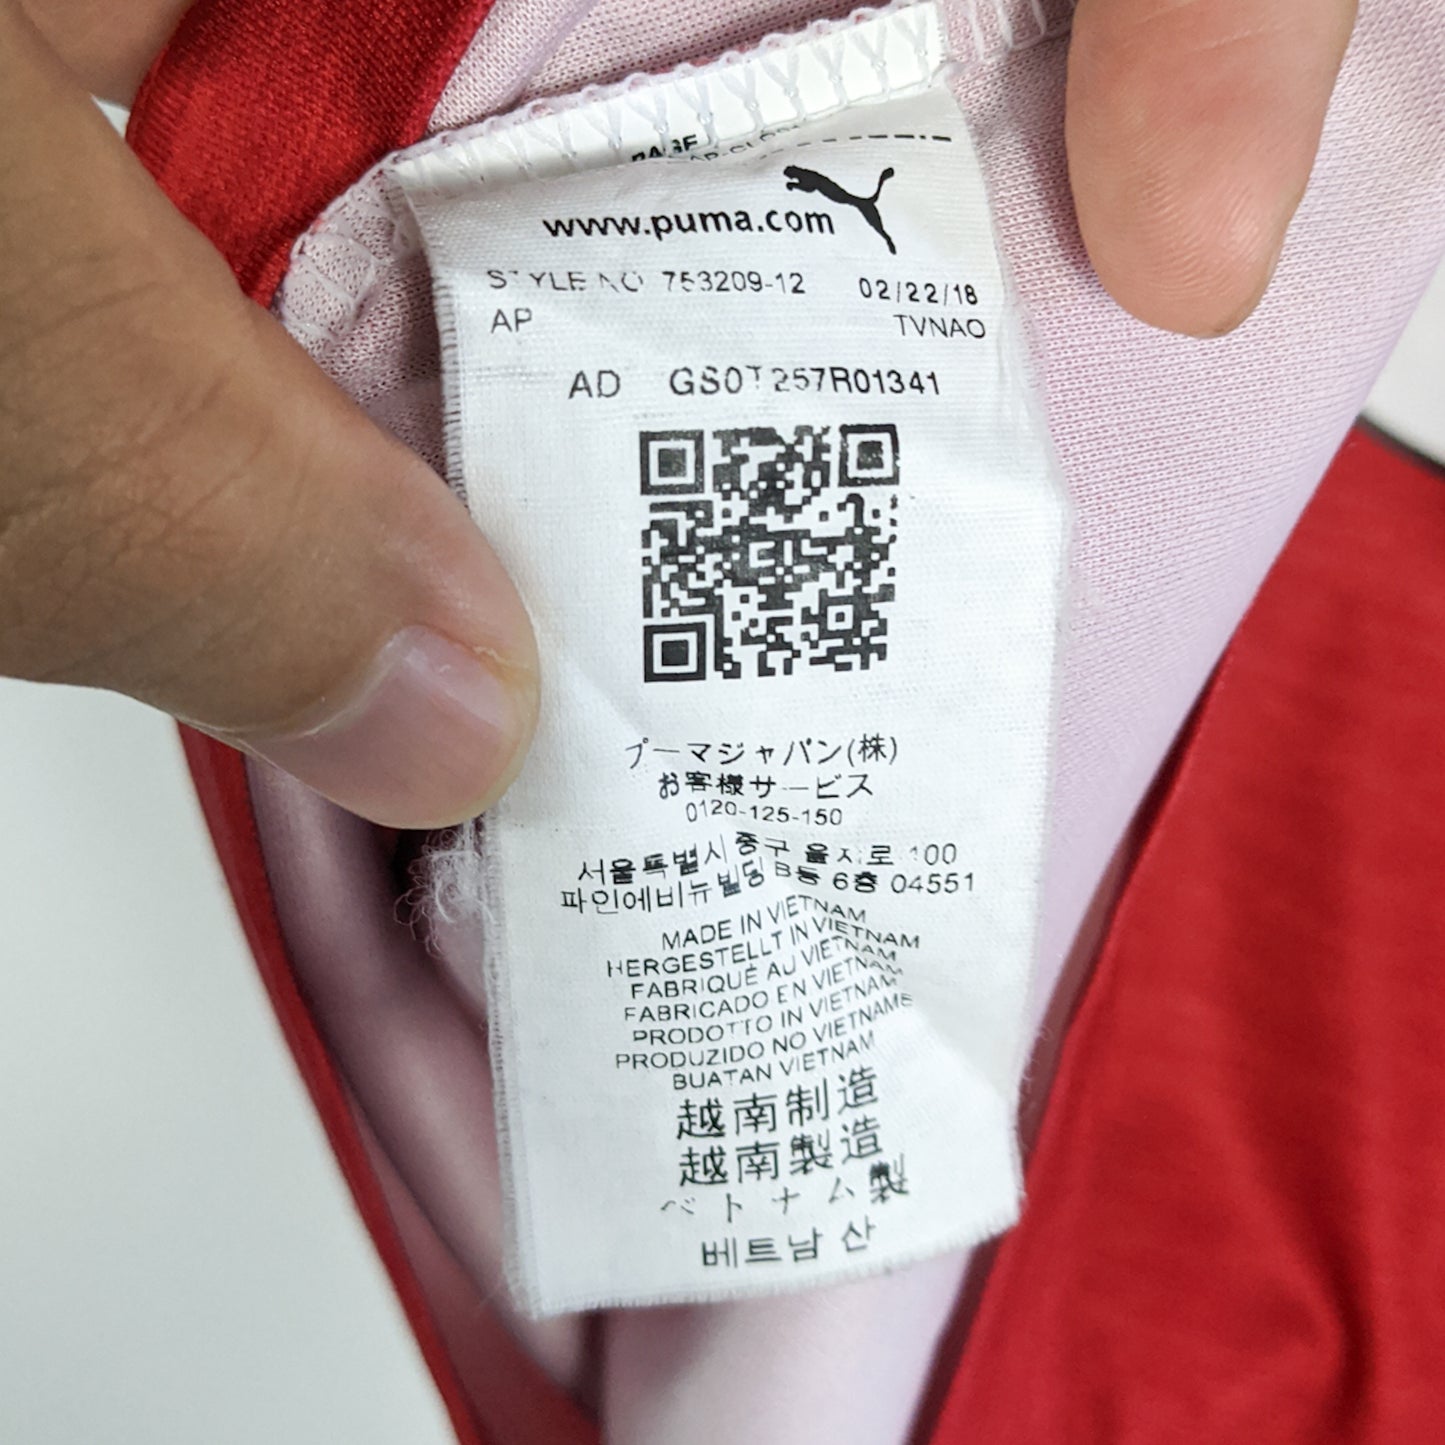 www.puma.com
STYLE NO 753209-12 02/22/18
AP TVNAO
AD GS0T257R01341
プーマジャパン(株)
お客様サービス
0120-125-150
서울특별시 중구 을지로 100
파인에비뉴빌딩 B동 6층 04551
MADE IN VIETNAM
HERGESTELLT IN VIETNAM
FABRIQUÉ AU VIETNAM
FABRICADO EN VIETNAM
PRODOTTO IN VIETNAM
PRODUZIDO NO VIETNAME
BUATAN VIETNAM
越南制造
越南製造
ベトナム製
베트남 산